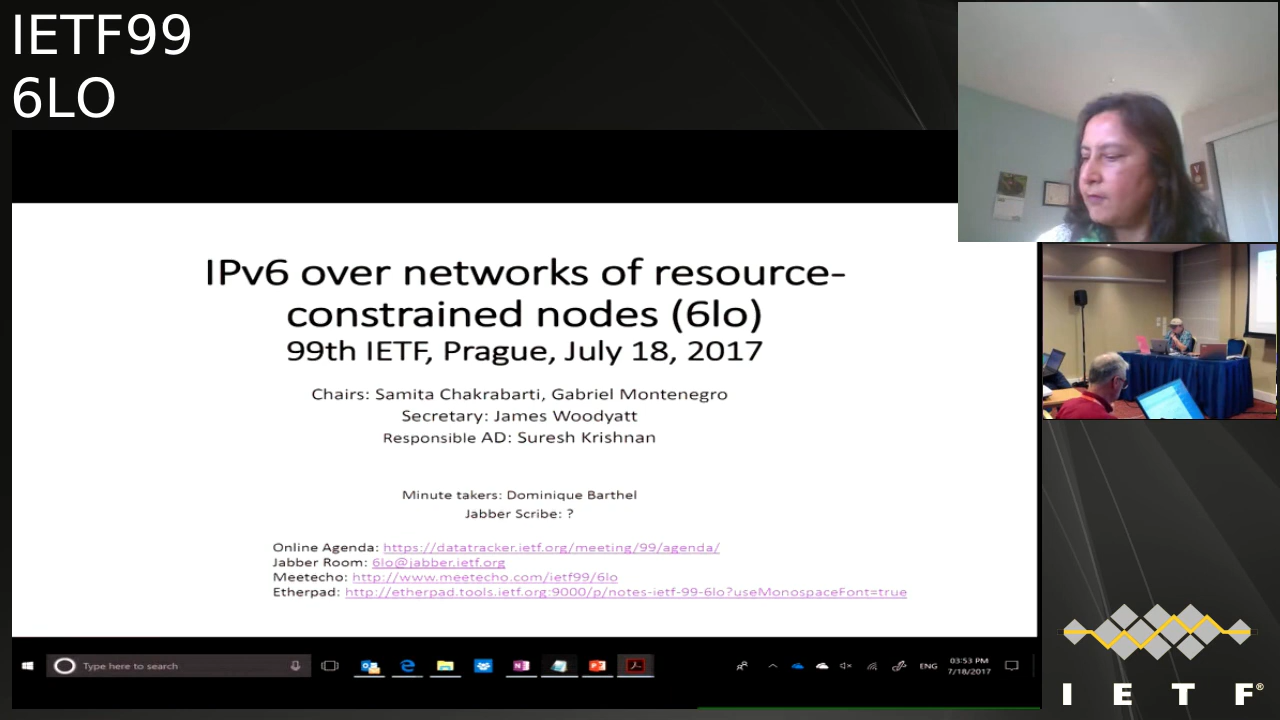 IETF99
6LO
IPv6 over networks of resource-
constrained nodes (6lo)
99th IETF, Prague, July 18, 2017
Chairs: Samita Chakrabarti, Gabriel Montenegro
Secretary: James Woodyatt
Responsible AD: Suresh Krishnan
Minute takers: Dominique Barthel
Jabber Scribe: ?
Online Agenda: https://datatracker.ietf.org/meeting/99/agenda/
Jabber Room: 6lo@jabber.ietf.org
Meetecho: http://www.meetecho.com/ietf99/6lo
Etherpad: http://etherpad.tools.ietf.org:9000/p/notes-ietf-99-6lo?useMonospaceFont=true
Type here to search
ENG
03:53 PM
7/18/2017
I E T F®